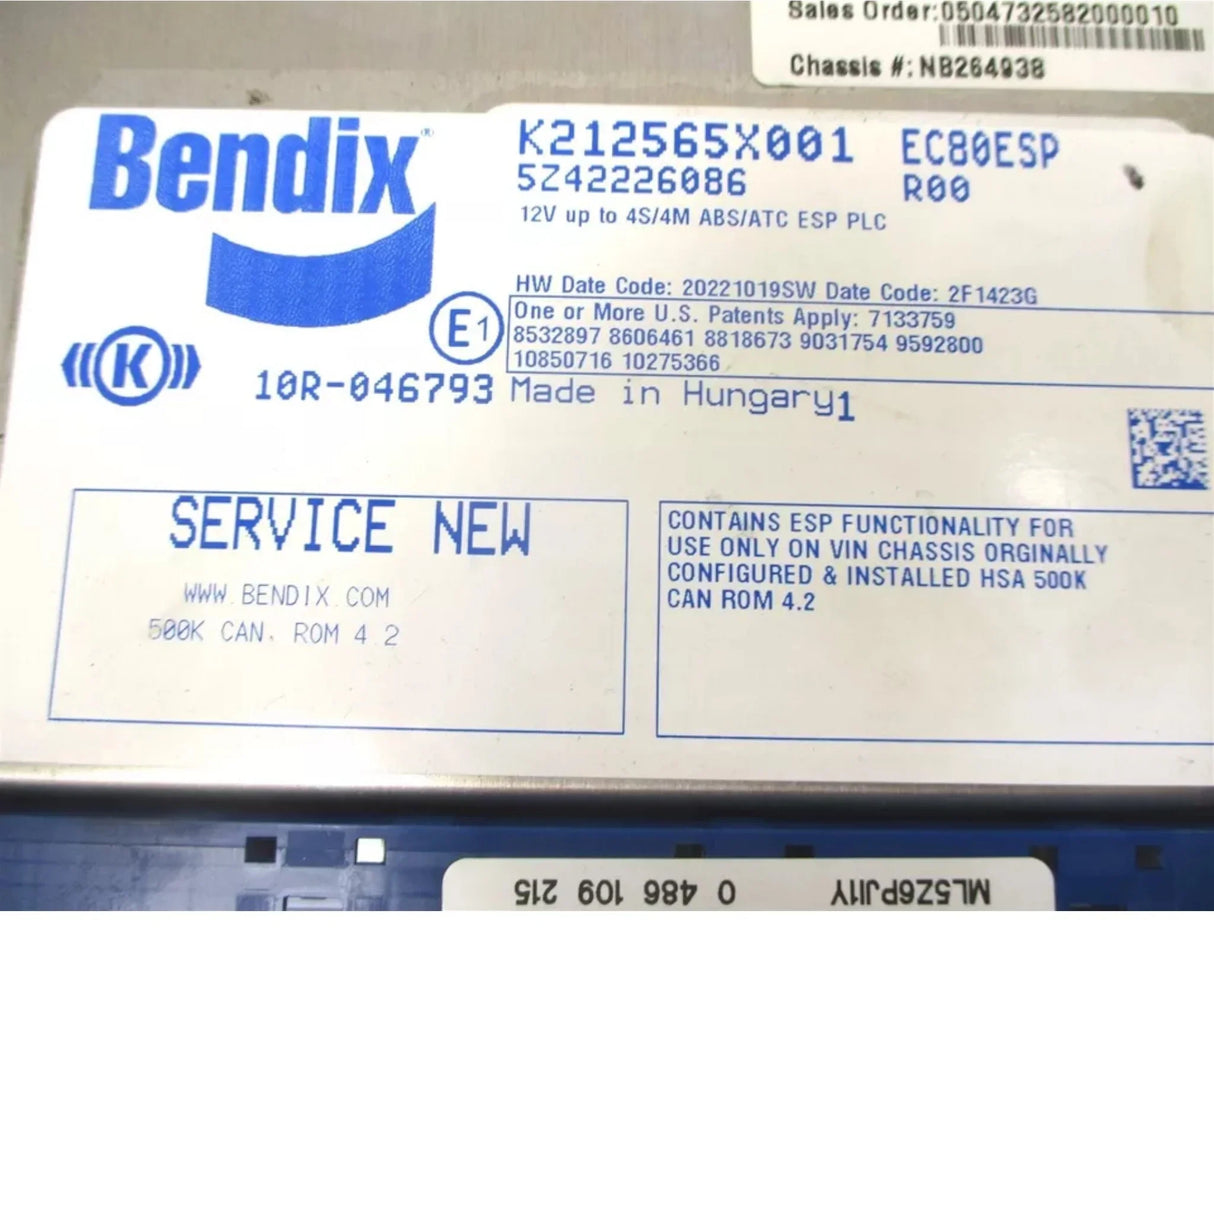 Sales Order:0504732582000010
Chassis #: NB264938
Bendix®
K212565X001 EC80ESP
5Z42226086 R00
12V up to 4S/4M ABS/ATC ESP PLC
HW Date Code: 20221019SW Date Code: 2F1423G
One or More U.S. Patents Apply: 7133759
8532897 8606461 8818673 9031754 9592800
10850716 10275366
E1
K
10R-046793 Made in Hungary1
SERVICE NEW
WWW.BENDIX.COM
500K CAN. ROM 4.2
CONTAINS ESP FUNCTIONALITY FOR
USE ONLY ON VIN CHASSIS ORGINALLY
CONFIGURED & INSTALLED HSA 500K
CAN ROM 4.2
0 486 109 215